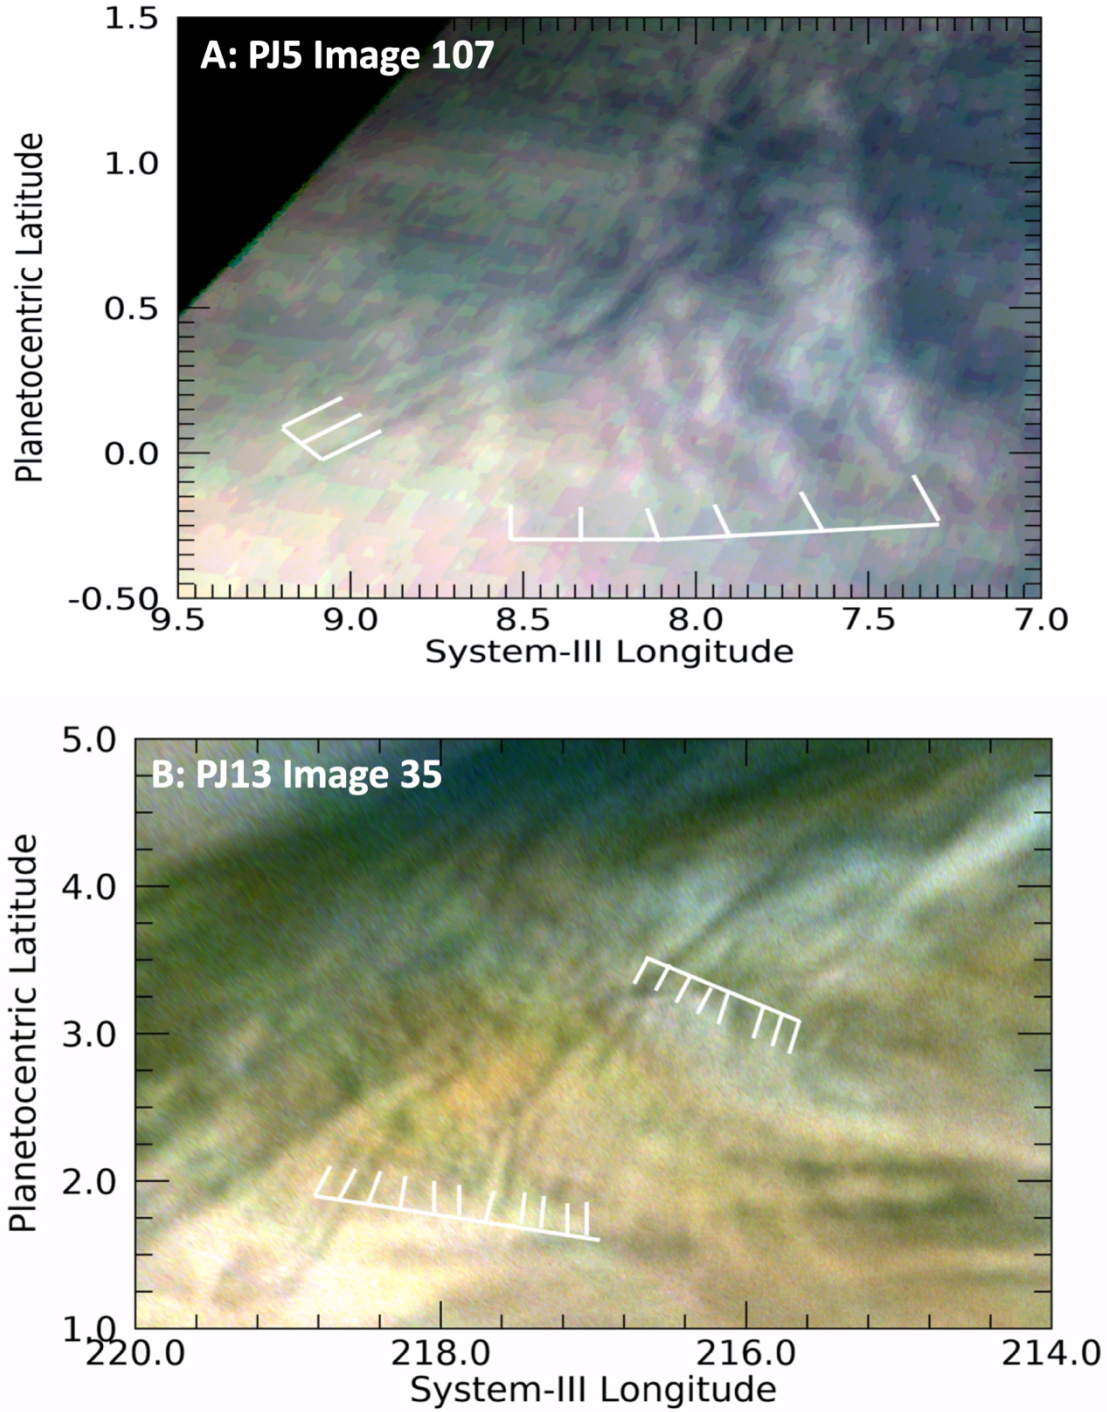 A: PJ5 Image 107
1.5
1.0
0.5
0.0
-0.50
Planetocentric Latitude
9.5 9.0 8.5 8.0 7.5 7.0
System-III Longitude
B: PJ13 Image 35
5.0
4.0
3.0
2.0
1.0
Planetocentric Latitude
220.0 218.0 216.0 214.0
System-III Longitude